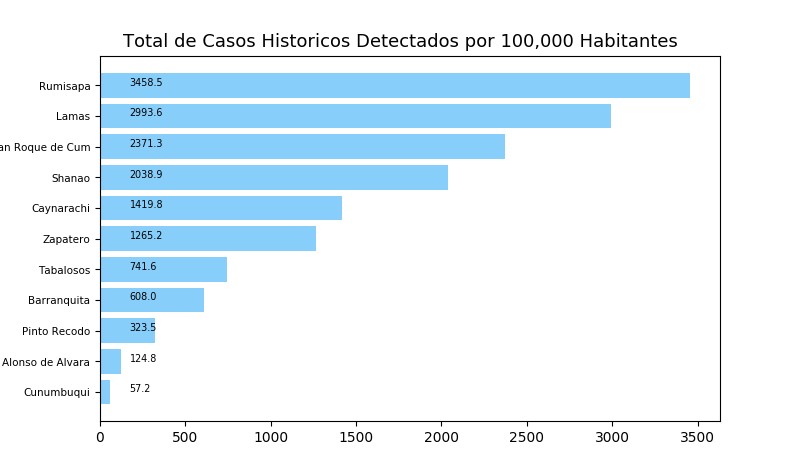 Total de Casos Historicos Detectados por 100,000 Habitantes
Rumisapa 3458.5
Lamas 2993.6
an Roque de Cum 2371.3
Shanao 2038.9
Caynarachi 1419.8
Zapatero 1265.2
Tabalosos 741.6
Barranquita 608.0
Pinto Recodo 323.5
Alonso de Alvara 124.8
Cunumbuqui 57.2
0 500 1000 1500 2000 2500 3000 3500